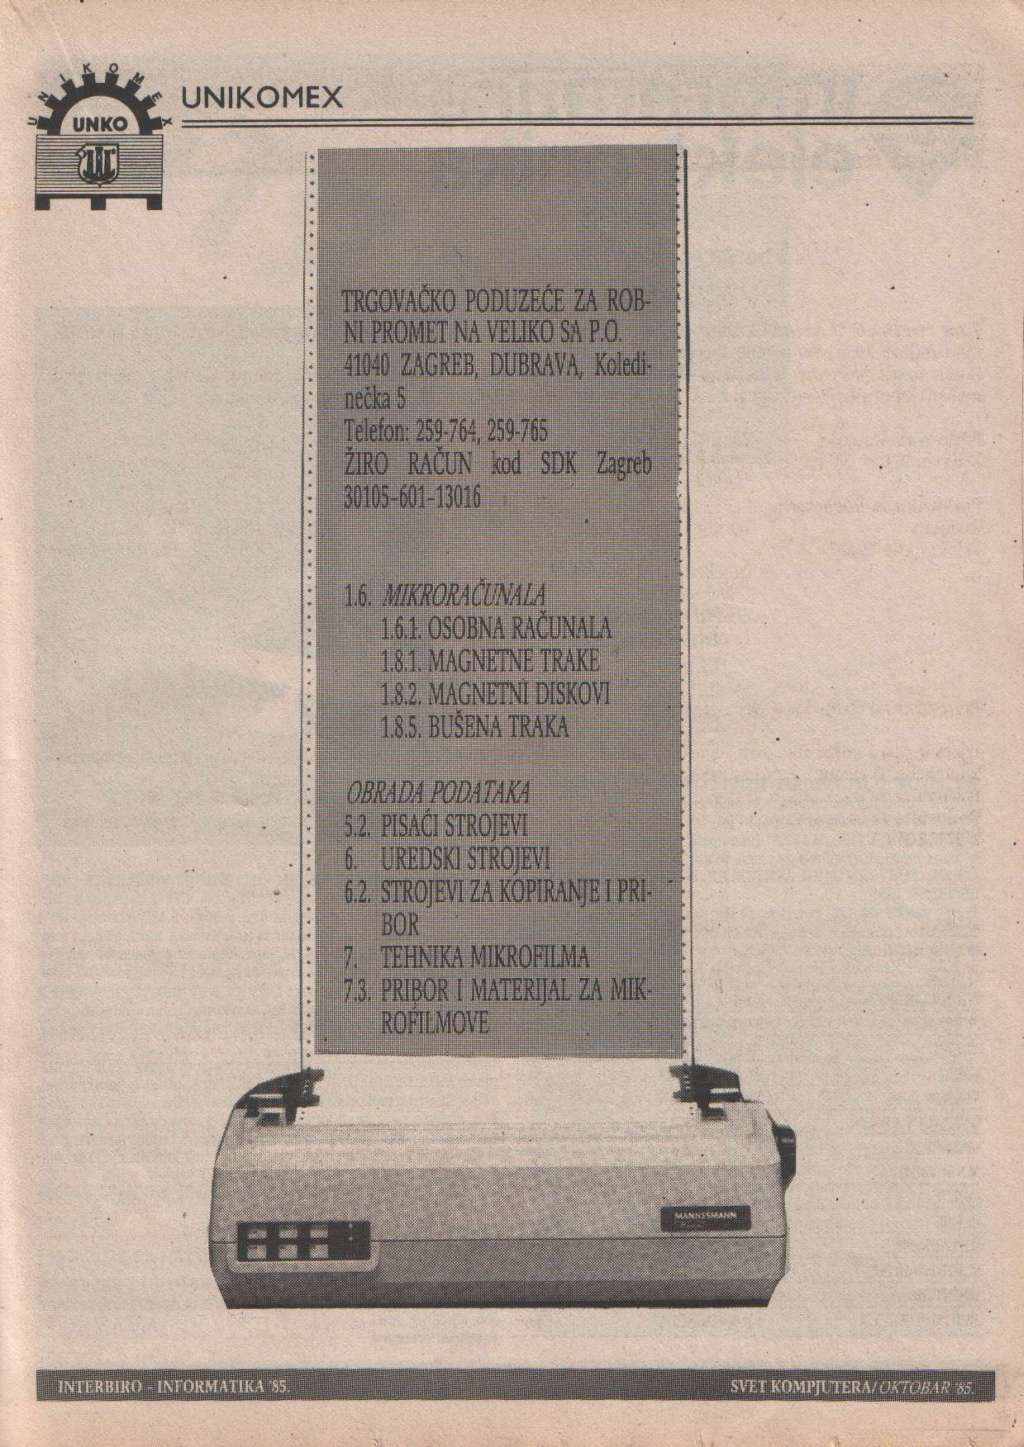 UNIKOMEX
UNIKOMEX
UNKO
TRGOVAČKO PODUZEĆE ZA ROB-
NI PROMET NA VELIKO SA P.O.
41040 ZAGREB, DUBRAVA, Koledi-
nečka 5
Telefon: 259-764, 259-765
ŽIRO RAČUN kod SDK Zagreb
30105-601-13016
1.6. MIKRORAČUNALA
1.6.1. OSOBNA RAČUNALA
1.8.1. MAGNETNE TRAKE
1.8.2. MAGNETNI DISKOVI
1.8.5. BUŠENA TRAKA
OBRADA PODATAKA
5.2. PISAĆI STROJEVI
6. UREDSKI STROJEVI
6.2. STROJEVI ZA KOPIRANJE I PRI-
BOR
7. TEHNIKA MIKROFILMA
7.3. PRIBOR I MATERIJAL ZA MIK-
ROFILMOVE
MANNESMANN
INTERBIRO - INFORMATIKA '85.
SVET KOMPJUTERA/OKTOBAR '85.